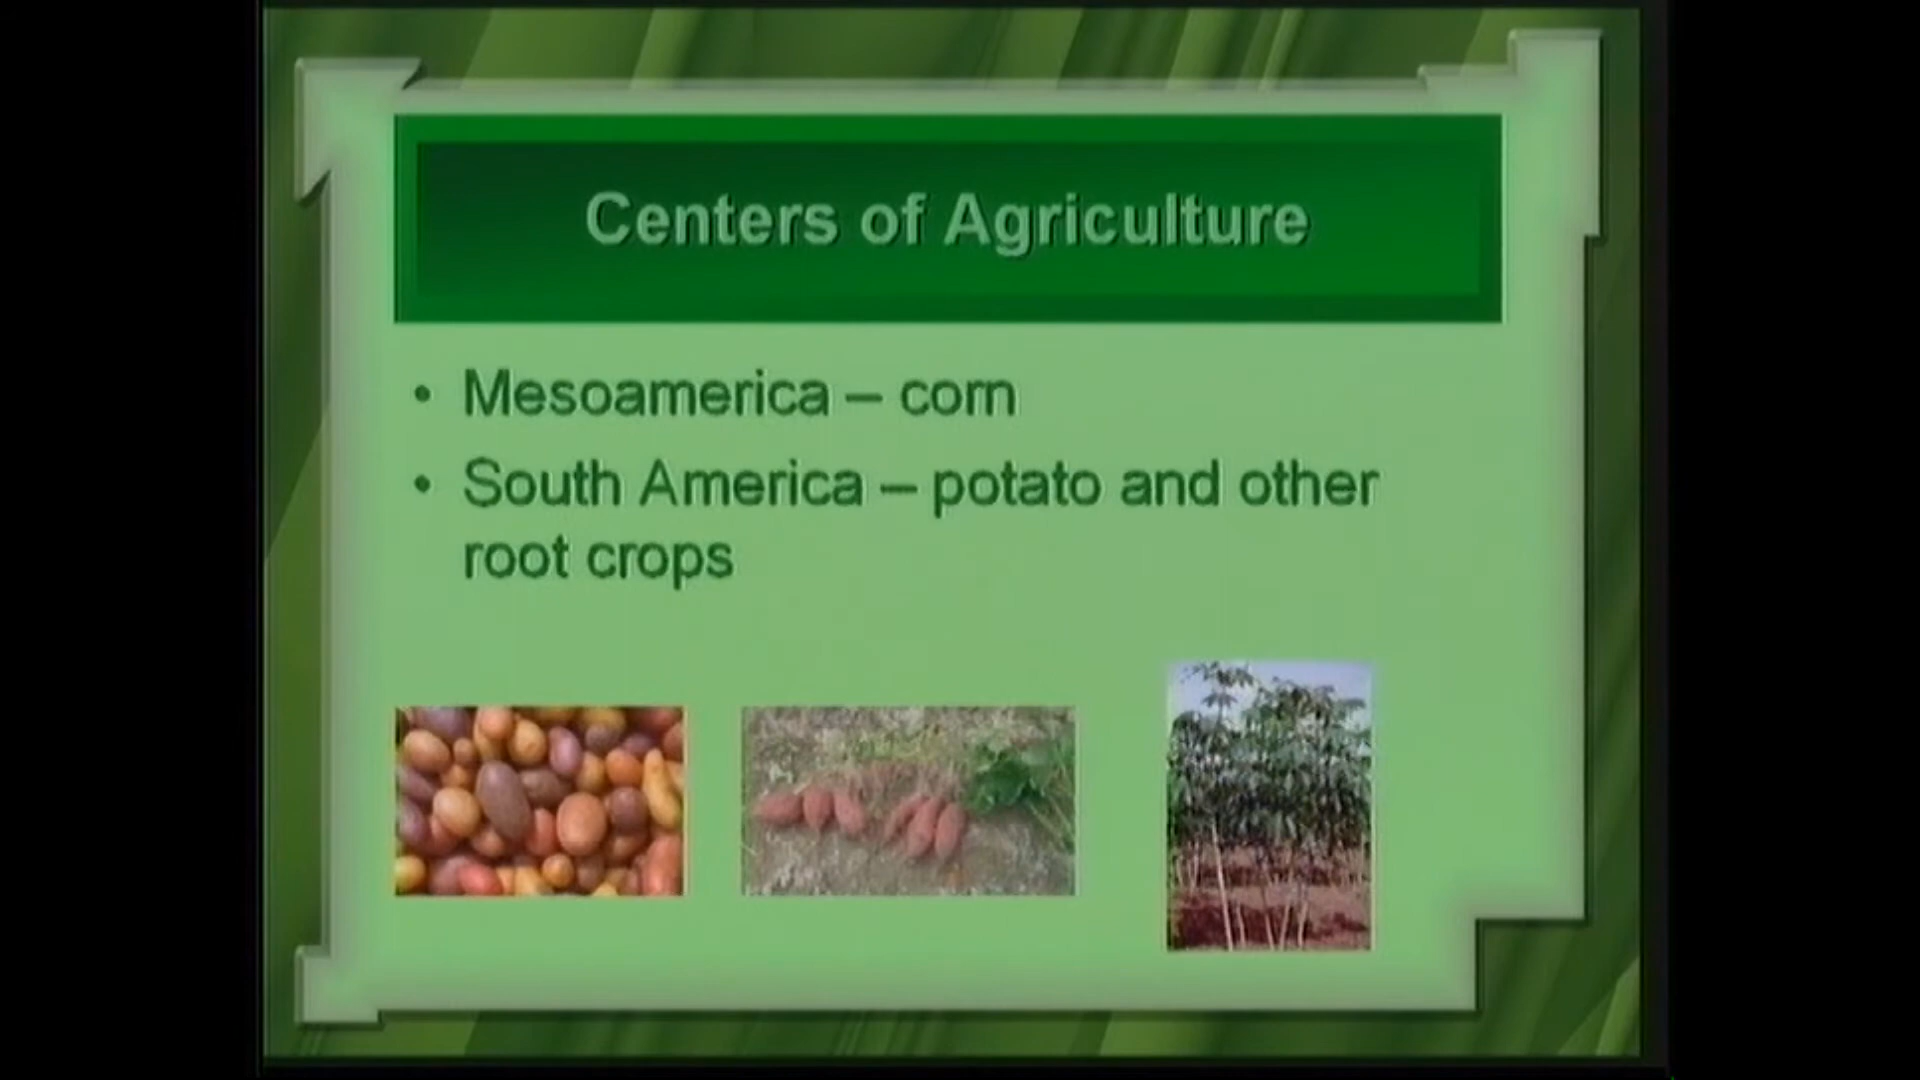 Centers of Agriculture
• Mesoamerica – corn
• South America – potato and other
root crops